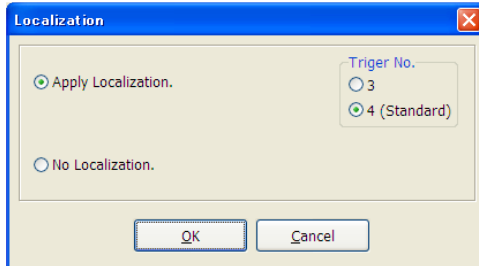 Localization
Triger No.
Apply Localization.
3
4 (Standard)
No Localization.
OK
Cancel